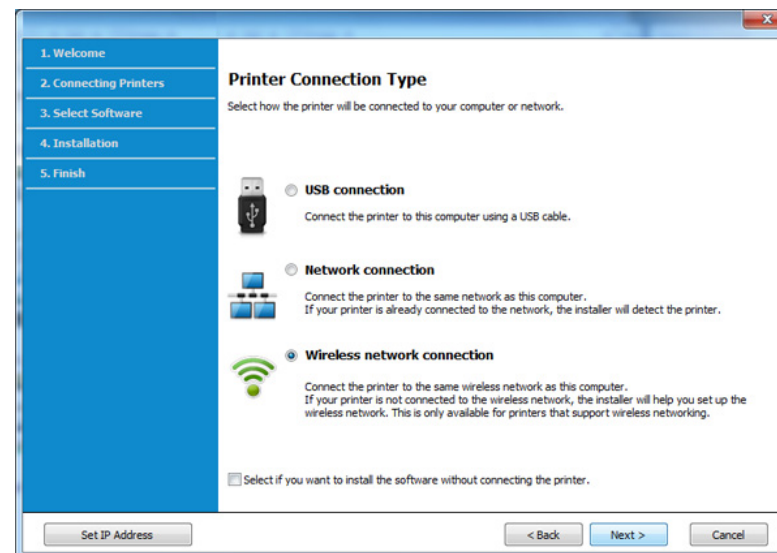 1. Welcome
2. Connecting Printers
3. Select Software
4. Installation
5. Finish
Printer Connection Type
Select how the printer will be connected to your computer or network.
USB connection
Connect the printer to this computer using a USB cable.
Network connection
Connect the printer to the same network as this computer.
If your printer is already connected to the network, the installer will detect the printer.
Wireless network connection
Connect the printer to the same wireless network as this computer.
If your printer is not connected to the wireless network, the installer will help you set up the
wireless network. This is only available for printers that support wireless networking.
Select if you want to install the software without connecting the printer.
Set IP Address
< Back
Next >
Cancel